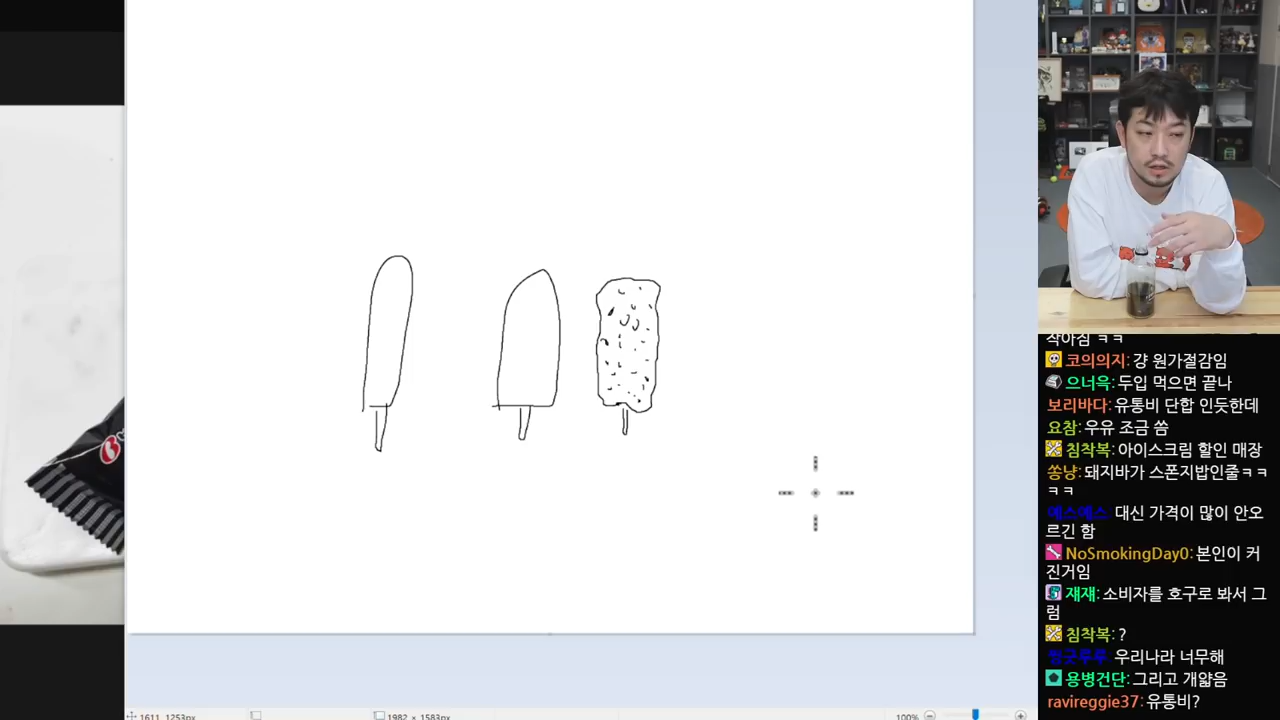 작아짐 ㅋㅋ
코의의지: 걍 원가절감임
으너윽: 두입 먹으면 끝나
보리바다: 유통비 단합 인듯한데
요참: 우유 조금 씀
침착복: 아이스크림 할인 매장
쏭냥: 돼지바가 스폰지밥인줄ㅋㅋ
ㅋㅋ
에스에스: 대신 가격이 많이 안오
르긴 함
NoSmokingDay0: 본인이 커
진거임
재쟤: 소비자를 호구로 봐서 그
럼
침착복: ?
우리나라 너무해
용병건단: 그리고 개얇음
ravireggie37: 유통비?
1611, 1253px
1982 × 1583px
100%